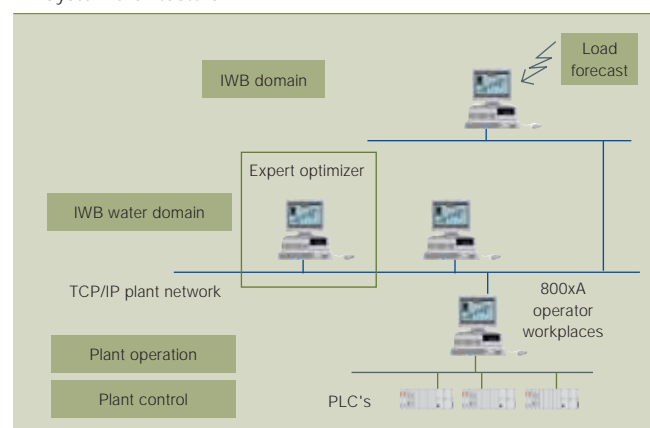 Load
forecast
IWB domain
Expert optimizer
IWB water domain
TCP/IP plant network
800xA
operator
workplaces
Plant operation
Plant control
PLC's